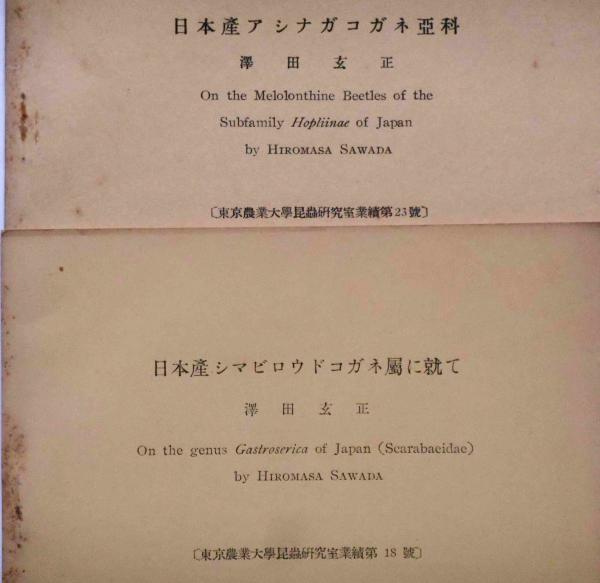 日本產アシナガコガネ亞科
澤田玄正
On the Melolonthine Beetles of the
Subfamily Hopliinae of Japan
by HIROMASA SAWADA
〔東京農業大學昆蟲硏究室業績第23號〕
日本產シマビロウドコガネ屬に就て
澤田玄正
On the genus Gastroserica of Japan (Scarabaeidae)
by HIROMASA SAWADA
〔東京農業大學昆蟲硏究室業績第 18 號〕